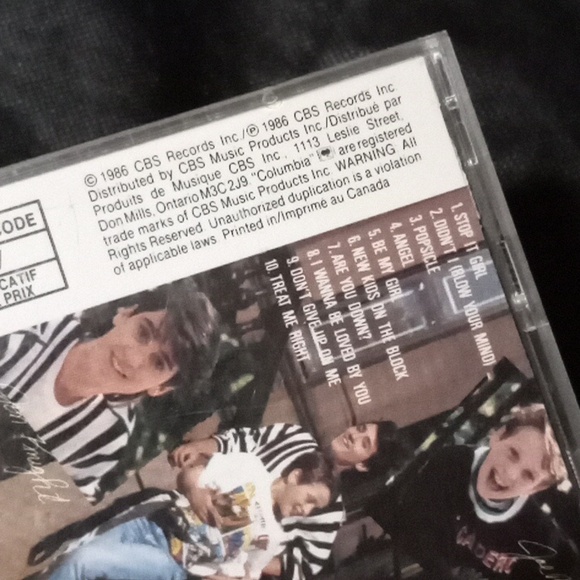 © 1986 CBS Records Inc./℗ 1986 CBS Records Inc
Distributed by CBS Music Products Inc/Distribué par
Produits de Musique CBS Inc., 1113 Leslie Street,
Don Mills, Ontario M3C 2J9. "Columbia" are registered
trade marks of CBS Music Products Inc. WARNING All
Rights Reserved. Unauthorized duplication is a violation
of applicable laws. Printed in/Imprimé au Canada
CODE
1. STOP IT GIRL
2. DIDN'T I (BLOW YOUR MIND)
3. POPSICLE
4. ANGEL
5. BE MY GIRL
6. NEW KIDS ON THE BLOCK
7. ARE YOU DOWN?
8. I WANNA BE LOVED BY YOU
9. DON'T GIVE UP ON ME
10. TREAT ME RIGHT
PRIX
Knight